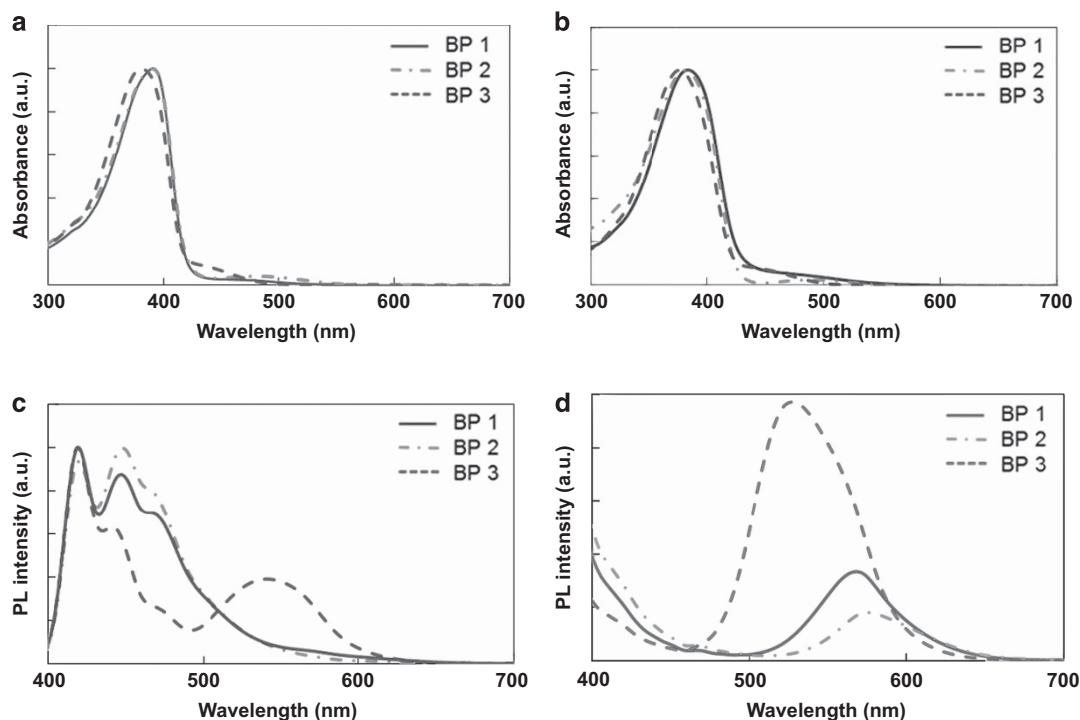 a
BP 1
BP 2
BP 3
Absorbance (a.u.)
300 400 500 600 700
Wavelength (nm)
b
BP 1
BP 2
BP 3
Absorbance (a.u.)
300 400 500 600 700
Wavelength (nm)
c
BP 1
BP 2
BP 3
PL intensity (a.u.)
400 500 600 700
Wavelength (nm)
d
BP 1
BP 2
BP 3
PL intensity (a.u.)
400 500 600 700
Wavelength (nm)